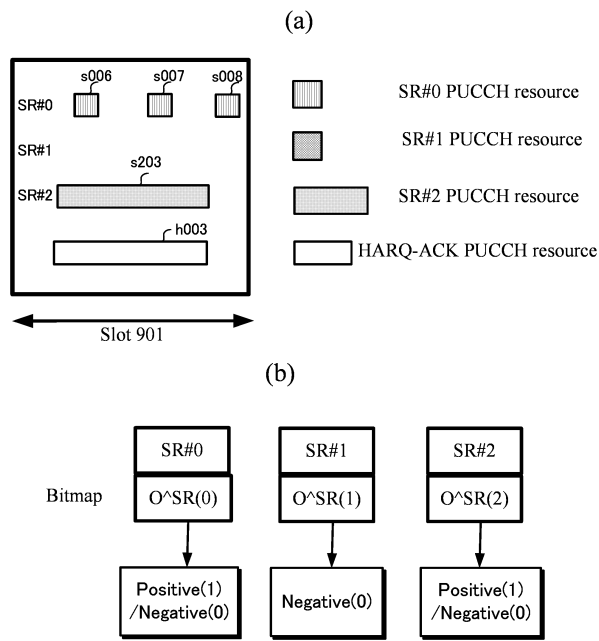 (a)
s006 s007 s008
SR#0
SR#1
s203
SR#2
h003
SR#0 PUCCH resource
SR#1 PUCCH resource
SR#2 PUCCH resource
HARQ-ACK PUCCH resource
Slot 901
(b)
SR#0 SR#1 SR#2
Bitmap O^SR(0) O^SR(1) O^SR(2)
Positive(1)
/Negative(0)
Negative(0)
Positive(1)
/Negative(0)